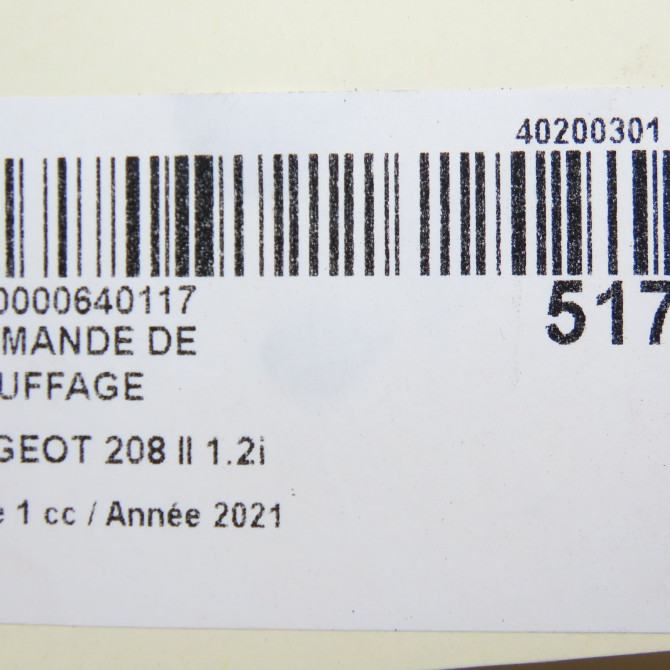 40200301
0000640117
517
MANDE DE
UFFAGE
GEOT 208 II 1.2i
e 1 cc / Année 2021